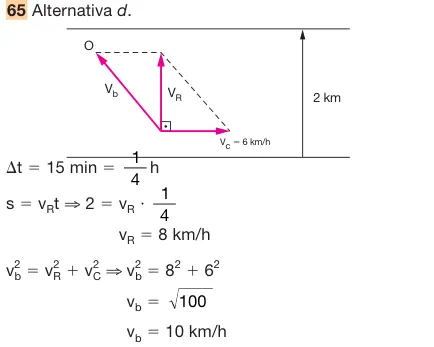 65 Alternativa d.
O
V_b
V_R
2 km
V_c = 6 km/h
Δt = 15 min = 1/4 h
s = v_R t ⇒ 2 = v_R · 1/4
v_R = 8 km/h
v_b² = v_R² + v_C² ⇒ v_b² = 8² + 6²
v_b = √100
v_b = 10 km/h